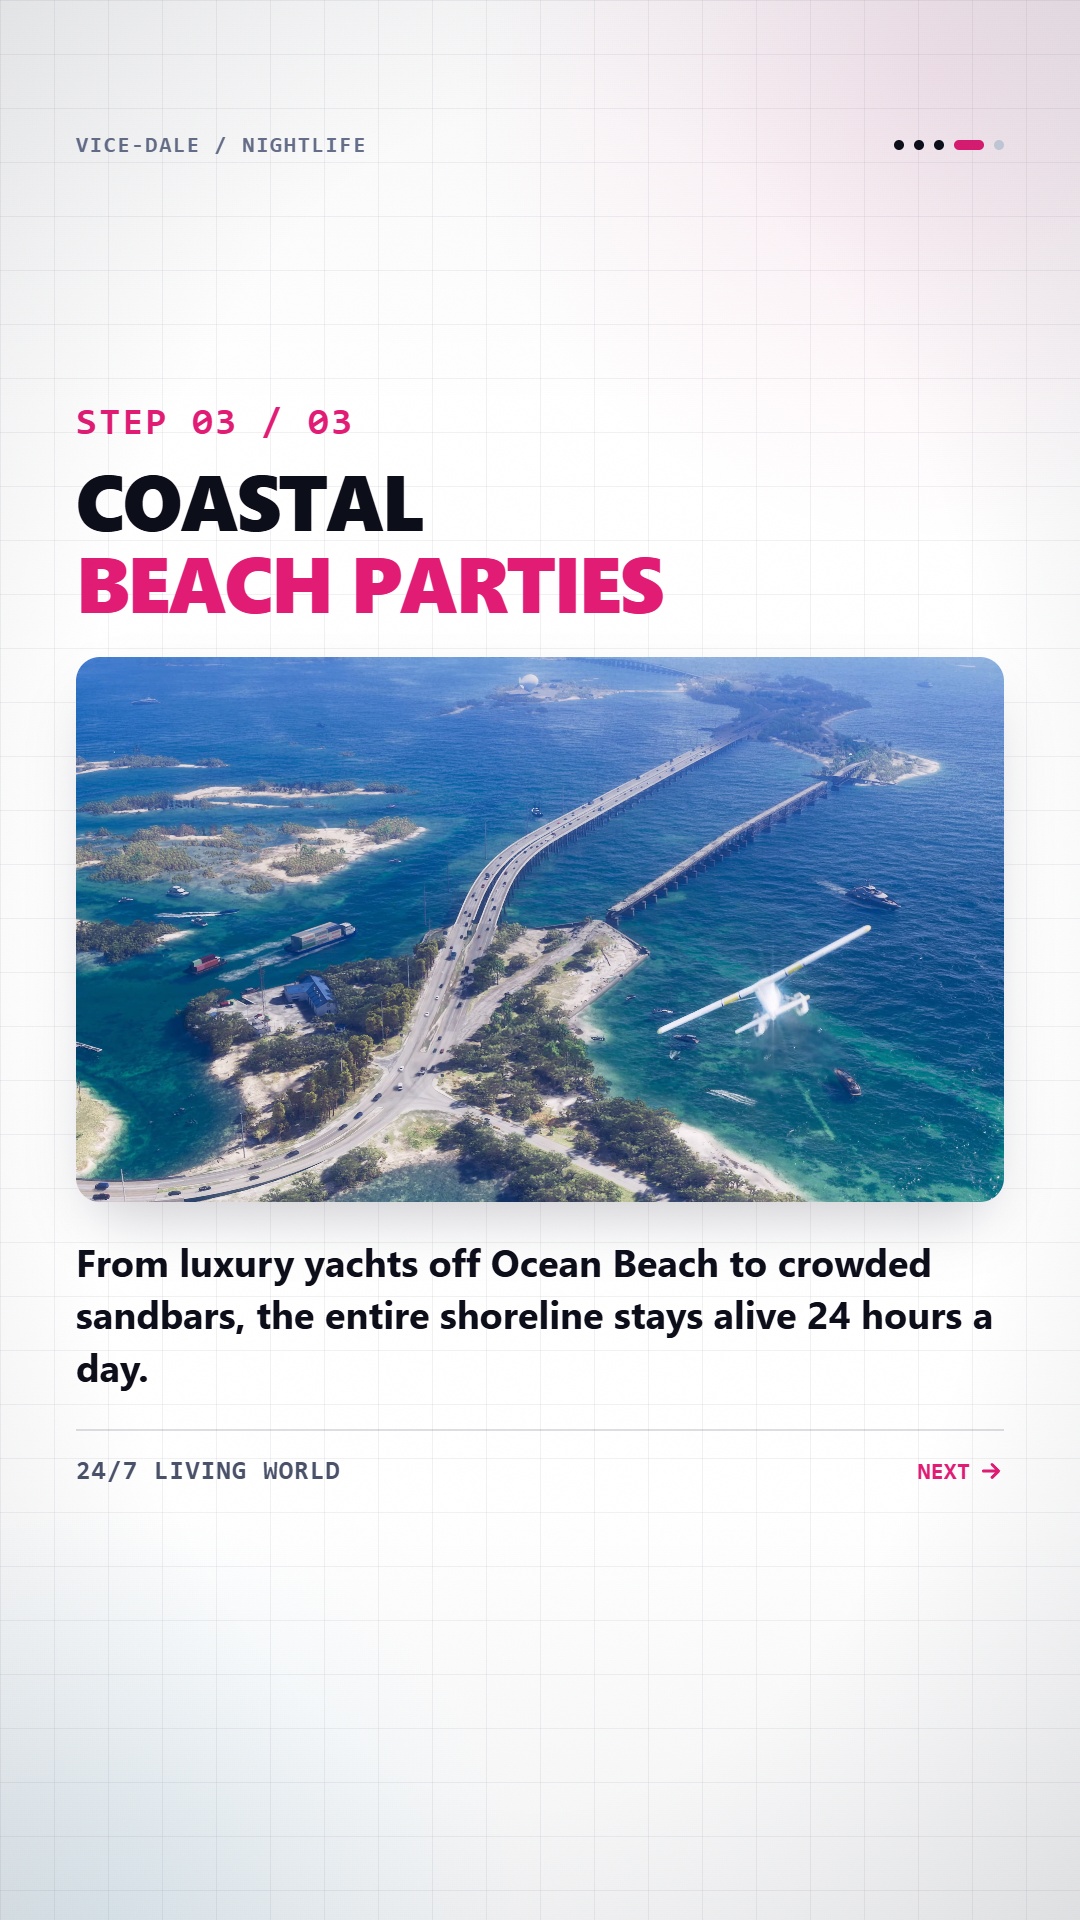 VICE-DALE / NIGHTLIFE
STEP 03 / 03
COASTAL
BEACH PARTIES
From luxury yachts off Ocean Beach to crowded
sandbars, the entire shoreline stays alive 24 hours a
day.
24/7 LIVING WORLD
NEXT →